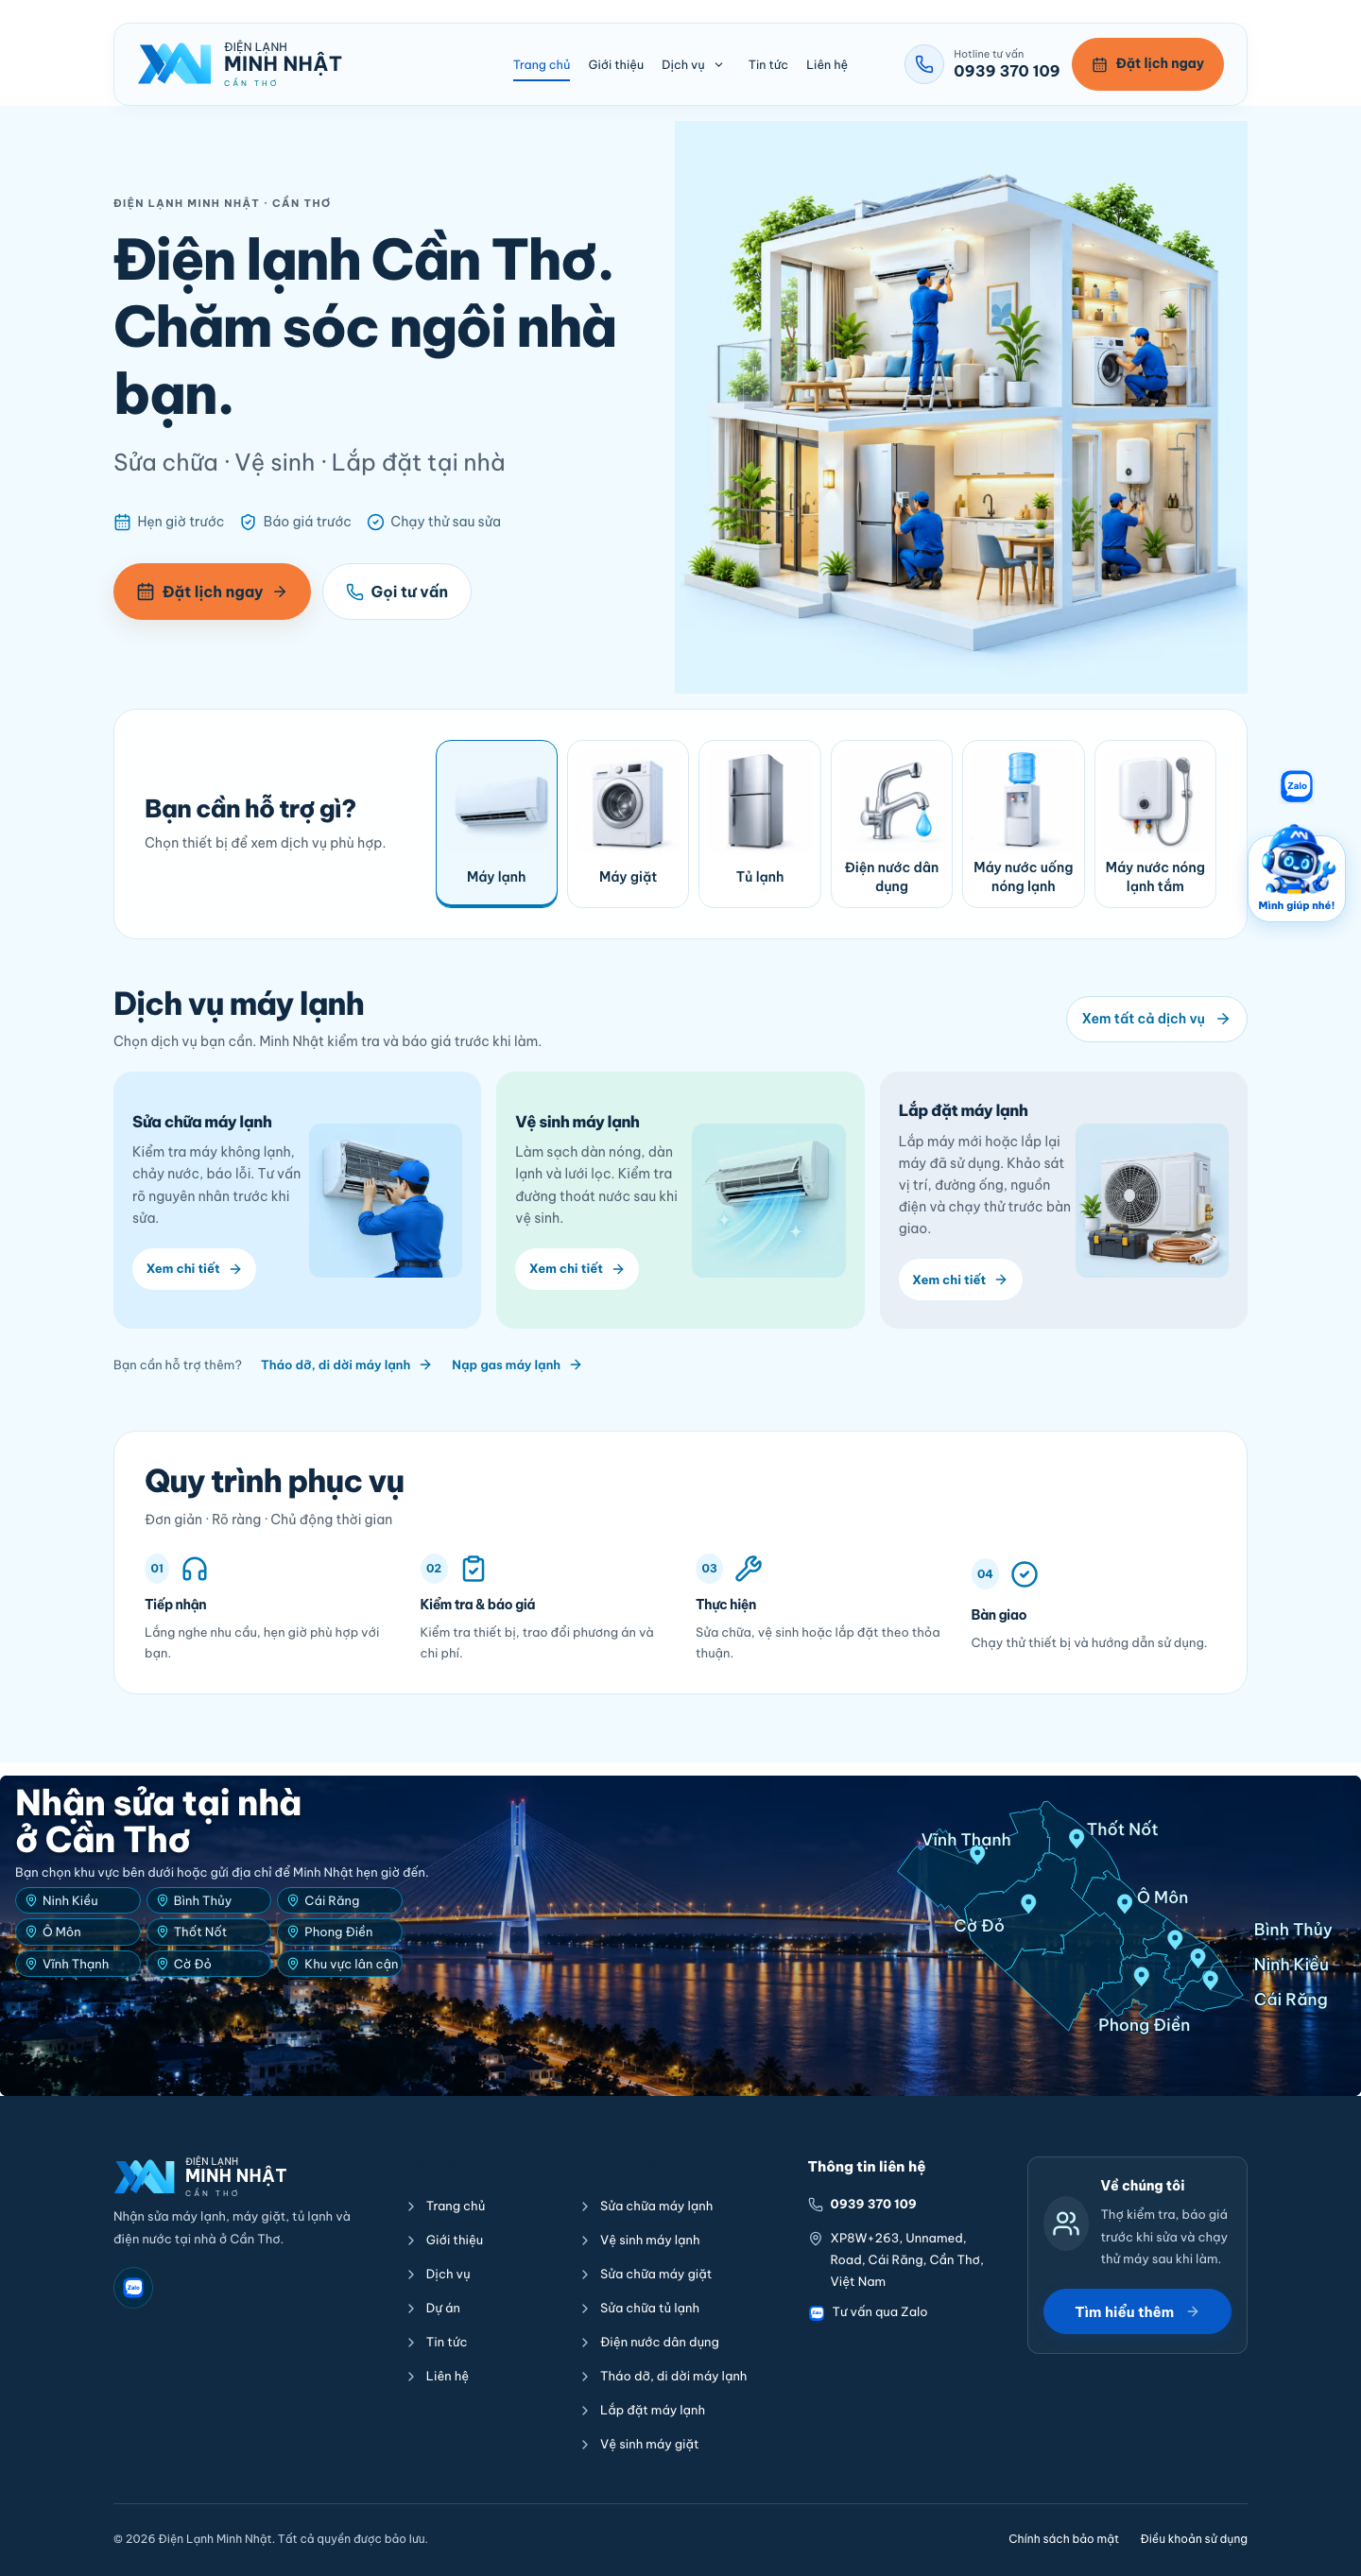 ĐIỆN LẠNH
MINH NHẬT
CẦN THƠ
Trang chủ
Giới thiệu
Dịch vụ
Tin tức
Liên hệ
Hotline tư vấn
0939 370 109
Đặt lịch ngay
ĐIỆN LẠNH MINH NHẬT · CẦN THƠ
Điện lạnh Cần Thơ.
Chăm sóc ngôi nhà
bạn.
Sửa chữa · Vệ sinh · Lắp đặt tại nhà
Hẹn giờ trước
Báo giá trước
Chạy thử sau sửa
Đặt lịch ngay
Gọi tư vấn
Bạn cần hỗ trợ gì?
Chọn thiết bị để xem dịch vụ phù hợp.
Máy lạnh
Máy giặt
Tủ lạnh
Điện nước dân
dụng
Máy nước uống
nóng lạnh
Máy nước nóng
lạnh tắm
Zalo
Mình giúp nhé!
Dịch vụ máy lạnh
Chọn dịch vụ bạn cần. Minh Nhật kiểm tra và báo giá trước khi làm.
Xem tất cả dịch vụ
Sửa chữa máy lạnh
Kiểm tra máy không lạnh,
chảy nước, báo lỗi. Tư vấn
rõ nguyên nhân trước khi
sửa.
Xem chi tiết
Vệ sinh máy lạnh
Làm sạch dàn nóng, dàn
lạnh và lưới lọc. Kiểm tra
đường thoát nước sau khi
vệ sinh.
Xem chi tiết
Lắp đặt máy lạnh
Lắp máy mới hoặc lắp lại
máy đã sử dụng. Khảo sát
vị trí, đường ống, nguồn
điện và chạy thử trước bàn
giao.
Xem chi tiết
Bạn cần hỗ trợ thêm?
Tháo dỡ, di dời máy lạnh
Nạp gas máy lạnh
Quy trình phục vụ
Đơn giản · Rõ ràng · Chủ động thời gian
01
Tiếp nhận
Lắng nghe nhu cầu, hẹn giờ phù hợp với
bạn.
02
Kiểm tra & báo giá
Kiểm tra thiết bị, trao đổi phương án và
chi phí.
03
Thực hiện
Sửa chữa, vệ sinh hoặc lắp đặt theo thỏa
thuận.
04
Bàn giao
Chạy thử thiết bị và hướng dẫn sử dụng.
Nhận sửa tại nhà
ở Cần Thơ
Bạn chọn khu vực bên dưới hoặc gửi địa chỉ để Minh Nhật hẹn giờ đến.
Ninh Kiều
Bình Thủy
Cái Răng
Ô Môn
Thốt Nốt
Phong Điền
Vĩnh Thạnh
Cờ Đỏ
Khu vực lân cận
Vĩnh Thạnh
Thốt Nốt
Ô Môn
Cờ Đỏ
Bình Thủy
Ninh Kiều
Cái Răng
Phong Điền
ĐIỆN LẠNH
MINH NHẬT
CẦN THƠ
Nhận sửa máy lạnh, máy giặt, tủ lạnh và
điện nước tại nhà ở Cần Thơ.
Zalo
Trang chủ
Giới thiệu
Dịch vụ
Dự án
Tin tức
Liên hệ
Sửa chữa máy lạnh
Vệ sinh máy lạnh
Sửa chữa máy giặt
Sửa chữa tủ lạnh
Điện nước dân dụng
Tháo dỡ, di dời máy lạnh
Lắp đặt máy lạnh
Vệ sinh máy giặt
Thông tin liên hệ
0939 370 109
XP8W+263, Unnamed,
Road, Cái Răng, Cần Thơ,
Việt Nam
Tư vấn qua Zalo
Về chúng tôi
Thợ kiểm tra, báo giá
trước khi sửa và chạy
thử máy sau khi làm.
Tìm hiểu thêm
© 2026 Điện Lạnh Minh Nhật. Tất cả quyền được bảo lưu.
Chính sách bảo mật
Điều khoản sử dụng